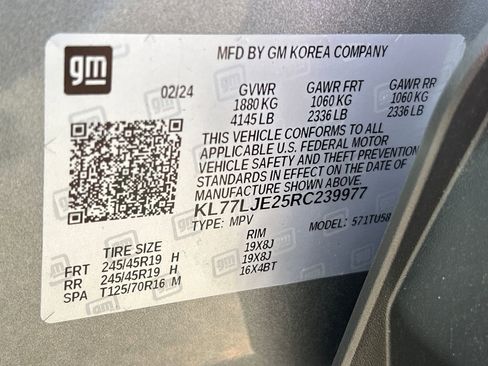 gm
MFD BY GM KOREA COMPANY
02/24 GVWR GAWR FRT GAWR RR
1880 KG 1060 KG 1060 KG
4145 LB 2336 LB 2336 LB
THIS VEHICLE CONFORMS TO ALL
APPLICABLE U.S. FEDERAL MOTOR
VEHICLE SAFETY AND THEFT PREVENTION
STANDARDS IN EFFECT ON THE DATE OF
MANUFACTURE SHOWN ABOVE.
KL77LJE25RC239977
TYPE: MPV MODEL: 571TU58
TIRE SIZE RIM
FRT 245/45R19 H 19X8J
RR 245/45R19 H 19X8J
SPA T125/70R16 M 16X4BT